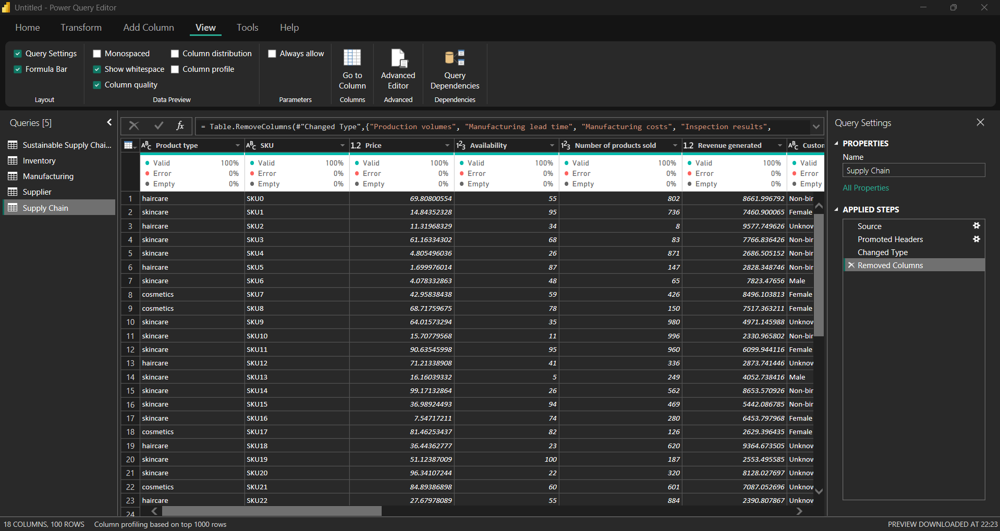 Untitled - Power Query Editor
Home Transform Add Column View Tools Help
Query Settings Monospaced Column distribution Always allow
Formula Bar Show whitespace Column profile
Column quality
Go to Column Advanced Editor Query Dependencies
Layout Data Preview Parameters Columns Advanced Dependencies
Queries [5]
Sustainable Supply Chai...
Inventory
Manufacturing
Supplier
Supply Chain
fx = Table.RemoveColumns(#"Changed Type",{"Production volumes", "Manufacturing lead time", "Manufacturing costs", "Inspection results",
ABC Product type ABC SKU 1.2 Price 123 Availability 123 Number of products sold 1.2 Revenue generated ABC Custon
Valid 100% Valid 100% Valid 100% Valid 100% Valid 100% Valid 100% Valid
Error 0% Error 0% Error 0% Error 0% Error 0% Error 0% Error
Empty 0% Empty 0% Empty 0% Empty 0% Empty 0% Empty 0% Empty
1 haircare SKU0 69.80800554 55 802 8661.996792 Non-bir
2 skincare SKU1 14.84352328 95 736 7460.900065 Female
3 haircare SKU2 11.31968329 34 8 9577.749626 Unknov
4 skincare SKU3 61.16334302 68 83 7766.836426 Non-bir
5 skincare SKU4 4.805496036 26 871 2686.505152 Non-bir
6 haircare SKU5 1.699976014 87 147 2828.348746 Non-bir
7 skincare SKU6 4.078332863 48 65 7823.47656 Male
8 cosmetics SKU7 42.95838438 59 426 8496.103813 Female
9 cosmetics SKU8 68.71759675 78 150 7517.363211 Female
10 skincare SKU9 64.01573294 35 980 4971.145988 Unknov
11 skincare SKU10 15.70779568 11 996 2330.965802 Non-bir
12 skincare SKU11 90.63545998 95 960 6099.944116 Female
13 haircare SKU12 71.21338908 41 336 2873.741446 Unknov
14 skincare SKU13 16.16039332 5 249 4052.738416 Male
15 skincare SKU14 99.17132864 26 562 8653.570926 Non-bir
16 skincare SKU15 36.98924493 94 469 5442.086785 Non-bir
17 skincare SKU16 7.54717211 74 280 6453.797968 Female
18 cosmetics SKU17 81.46253437 82 126 2629.396435 Female
19 haircare SKU18 36.44362777 23 620 9364.673505 Unknov
20 skincare SKU19 51.12387009 100 187 2553.495585 Unknov
21 skincare SKU20 96.34107244 22 320 8128.027697 Unknov
22 cosmetics SKU21 84.89386898 60 601 7087.052696 Unknov
23 haircare SKU22 27.67978089 55 884 2390.807867 Unknov
24
Query Settings
PROPERTIES
Name
Supply Chain
All Properties
APPLIED STEPS
Source
Promoted Headers
Changed Type
Removed Columns
18 COLUMNS, 100 ROWS Column profiling based on top 1000 rows PREVIEW DOWNLOADED AT 22:23